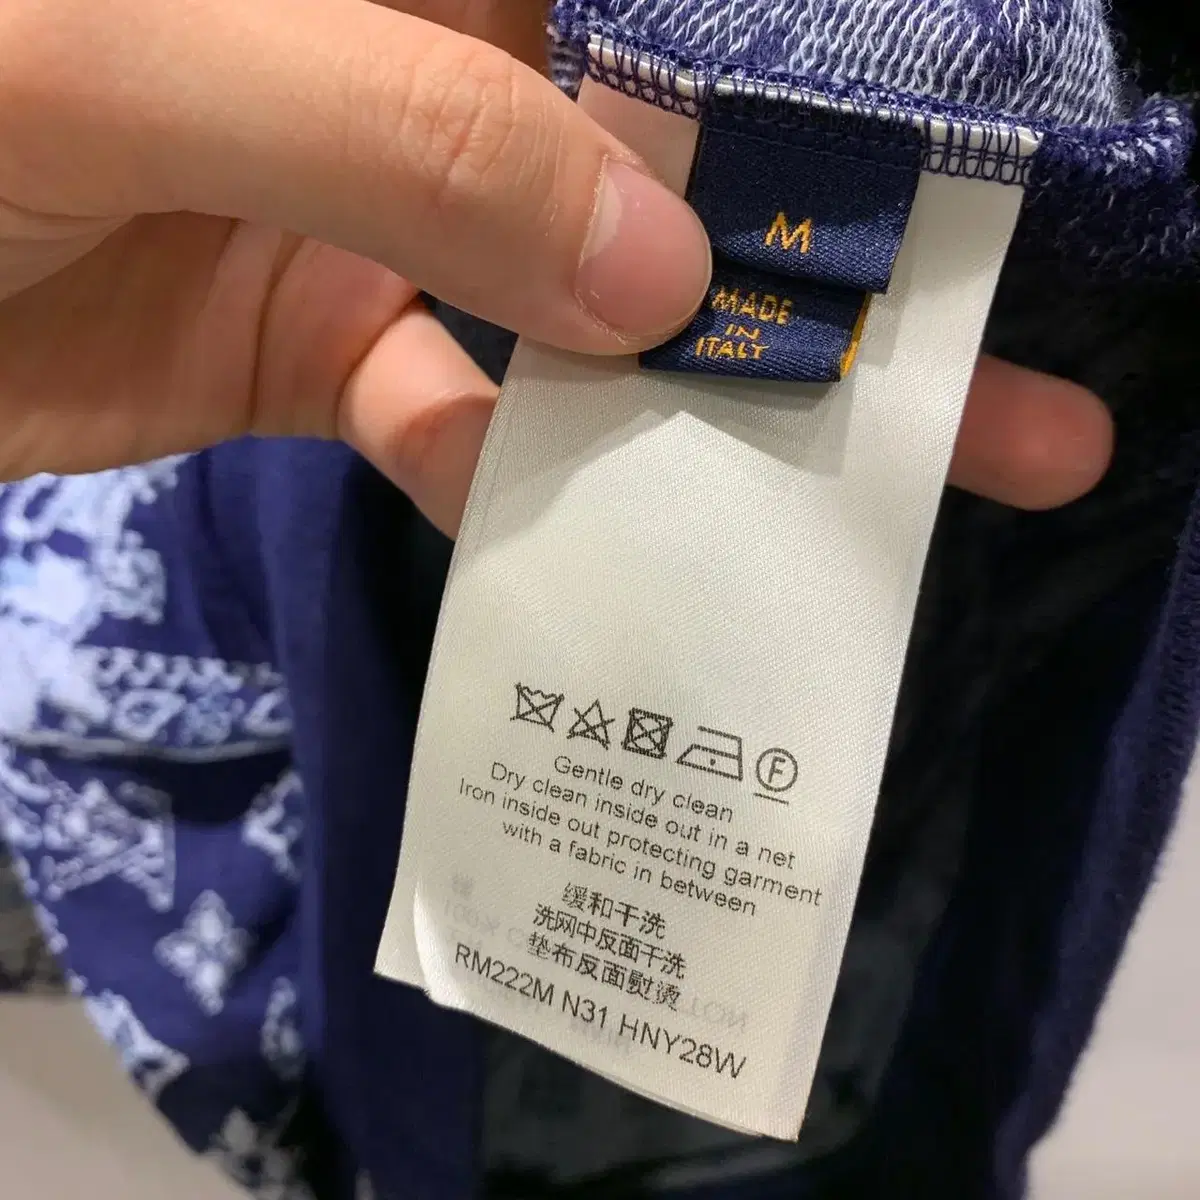 M
MADE
IN
ITALY
F
Gentle dry clean
Dry clean inside out in a net
Iron inside out protecting garment
with a fabric in between
缓和干洗
洗网中反面干洗
垫布反面熨烫
RM222M N31 HNY28W